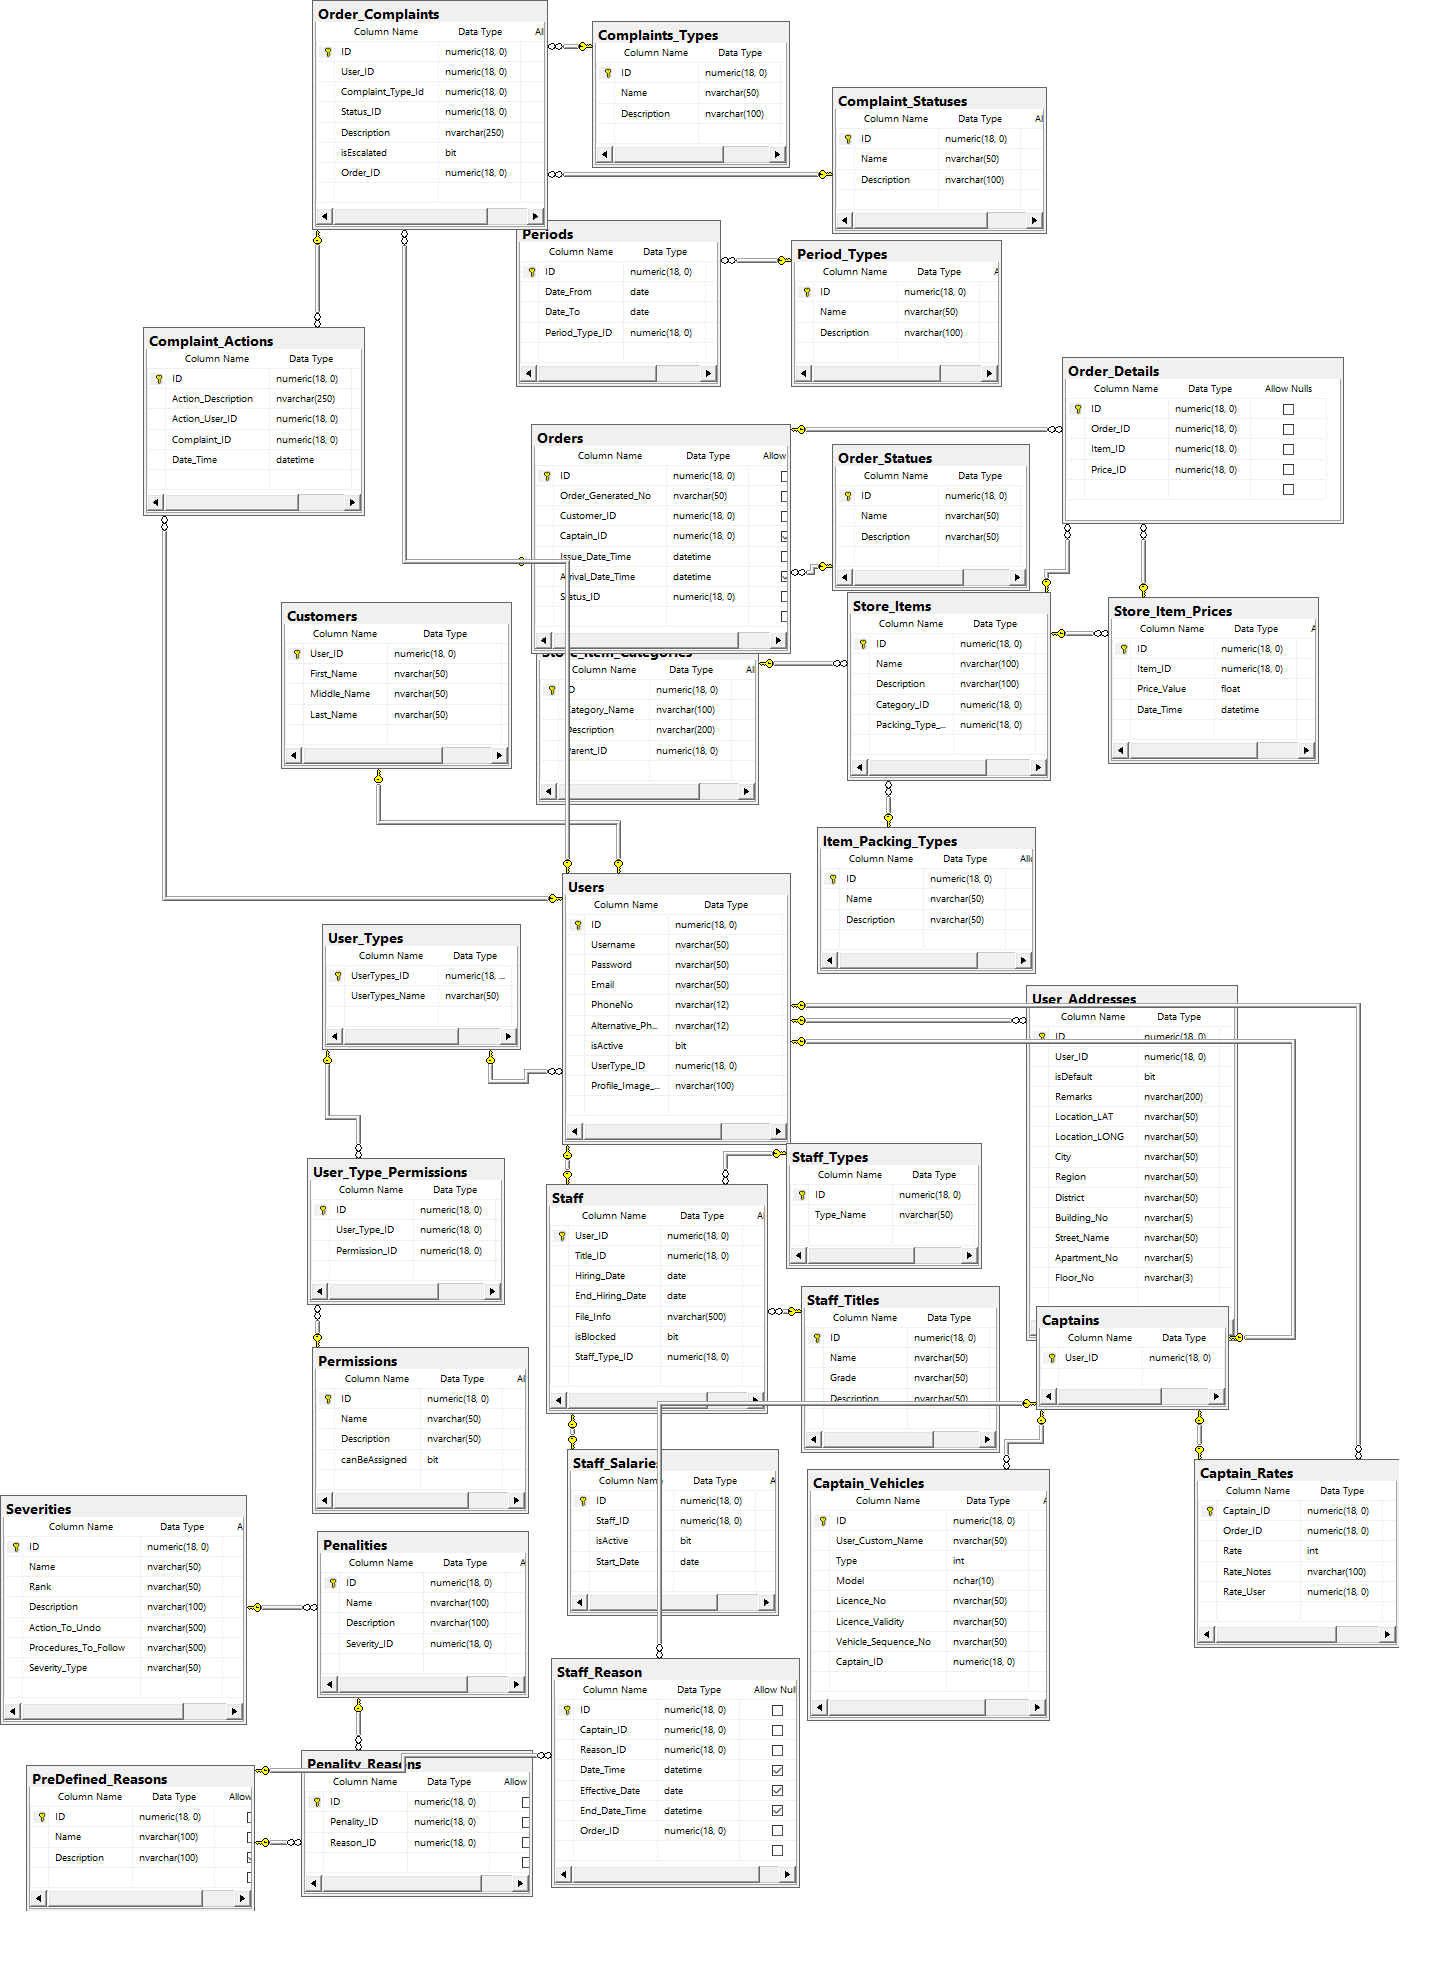 Order_Complaints
Column Name Data Type Al
ID numeric(18, 0)
User_ID numeric(18, 0)
Complaint_Type_Id numeric(18, 0)
Status_ID numeric(18, 0)
Description nvarchar(250)
isEscalated bit
Order_ID numeric(18, 0)
Complaints_Types
Column Name Data Type
ID numeric(18, 0)
Name nvarchar(50)
Description nvarchar(100)
Complaint_Statuses
Column Name Data Type Al
ID numeric(18, 0)
Name nvarchar(50)
Description nvarchar(100)
Periods
Column Name Data Type
ID numeric(18, 0)
Date_From date
Date_To date
Period_Type_ID numeric(18, 0)
Period_Types
Column Name Data Type A
ID numeric(18, 0)
Name nvarchar(50)
Description nvarchar(100)
Complaint_Actions
Column Name Data Type
ID numeric(18, 0)
Action_Description nvarchar(250)
Action_User_ID numeric(18, 0)
Complaint_ID numeric(18, 0)
Date_Time datetime
Order_Details
Column Name Data Type Allow Nulls
ID numeric(18, 0)
Order_ID numeric(18, 0)
Item_ID numeric(18, 0)
Price_ID numeric(18, 0)
Orders
Column Name Data Type Allow
ID numeric(18, 0)
Order_Generated_No nvarchar(50)
Customer_ID numeric(18, 0)
Captain_ID numeric(18, 0)
Issue_Date_Time datetime
Arrival_Date_Time datetime
Status_ID numeric(18, 0)
Order_Statues
Column Name Data Type
ID numeric(18, 0)
Name nvarchar(50)
Description nvarchar(50)
Customers
Column Name Data Type
User_ID numeric(18, 0)
First_Name nvarchar(50)
Middle_Name nvarchar(50)
Last_Name nvarchar(50)
Store_Item_Categories
Column Name Data Type Al
ID numeric(18, 0)
Category_Name nvarchar(100)
Description nvarchar(200)
Parent_ID numeric(18, 0)
Store_Items
Column Name Data Type
ID numeric(18, 0)
Name nvarchar(100)
Description nvarchar(100)
Category_ID numeric(18, 0)
Packing_Type_... numeric(18, 0)
Store_Item_Prices
Column Name Data Type A
ID numeric(18, 0)
Item_ID numeric(18, 0)
Price_Value float
Date_Time datetime
Item_Packing_Types
Column Name Data Type All
ID numeric(18, 0)
Name nvarchar(50)
Description nvarchar(50)
Users
Column Name Data Type
ID numeric(18, 0)
Username nvarchar(50)
Password nvarchar(50)
Email nvarchar(50)
PhoneNo nvarchar(12)
Alternative_Ph... nvarchar(12)
isActive bit
UserType_ID numeric(18, 0)
Profile_Image_... nvarchar(100)
User_Types
Column Name Data Type
UserTypes_ID numeric(18, ...
UserTypes_Name nvarchar(50)
User_Addresses
Column Name Data Type
ID numeric(18, 0)
User_ID numeric(18, 0)
isDefault bit
Remarks nvarchar(200)
Location_LAT nvarchar(50)
Location_LONG nvarchar(50)
City nvarchar(50)
Region nvarchar(50)
District nvarchar(50)
Building_No nvarchar(5)
Street_Name nvarchar(50)
Apartment_No nvarchar(5)
Floor_No nvarchar(3)
User_Type_Permissions
Column Name Data Type
ID numeric(18, 0)
User_Type_ID numeric(18, 0)
Permission_ID numeric(18, 0)
Staff_Types
Column Name Data Type
ID numeric(18, 0)
Type_Name nvarchar(50)
Staff
Column Name Data Type Al
User_ID numeric(18, 0)
Title_ID numeric(18, 0)
Hiring_Date date
End_Hiring_Date date
File_Info nvarchar(500)
isBlocked bit
Staff_Type_ID numeric(18, 0)
Staff_Titles
Column Name Data Type
ID numeric(18, 0)
Name nvarchar(50)
Grade nvarchar(50)
Description nvarchar(50)
Captains
Column Name Data Type
User_ID numeric(18, 0)
Permissions
Column Name Data Type Al
ID numeric(18, 0)
Name nvarchar(50)
Description nvarchar(50)
canBeAssigned bit
Staff_Salaries
Column Name Data Type A
ID numeric(18, 0)
Staff_ID numeric(18, 0)
isActive bit
Start_Date date
Captain_Vehicles
Column Name Data Type A
ID numeric(18, 0)
User_Custom_Name nvarchar(50)
Type int
Model nchar(10)
Licence_No nvarchar(50)
Licence_Validity nvarchar(50)
Vehicle_Sequence_No nvarchar(50)
Captain_ID numeric(18, 0)
Captain_Rates
Column Name Data Type
Captain_ID numeric(18, 0)
Order_ID numeric(18, 0)
Rate int
Rate_Notes nvarchar(100)
Rate_User numeric(18, 0)
Severities
Column Name Data Type A
ID numeric(18, 0)
Name nvarchar(50)
Rank nvarchar(50)
Description nvarchar(100)
Action_To_Undo nvarchar(500)
Procedures_To_Follow nvarchar(500)
Severity_Type nvarchar(50)
Penalities
Column Name Data Type A
ID numeric(18, 0)
Name nvarchar(100)
Description nvarchar(100)
Severity_ID numeric(18, 0)
Staff_Reason
Column Name Data Type Allow Nul
ID numeric(18, 0)
Captain_ID numeric(18, 0)
Reason_ID numeric(18, 0)
Date_Time datetime
Effective_Date date
End_Date_Time datetime
Order_ID numeric(18, 0)
Penality_Reasons
Column Name Data Type Allow
ID numeric(18, 0)
Penality_ID numeric(18, 0)
Reason_ID numeric(18, 0)
PreDefined_Reasons
Column Name Data Type Allow
ID numeric(18, 0)
Name nvarchar(100)
Description nvarchar(100)